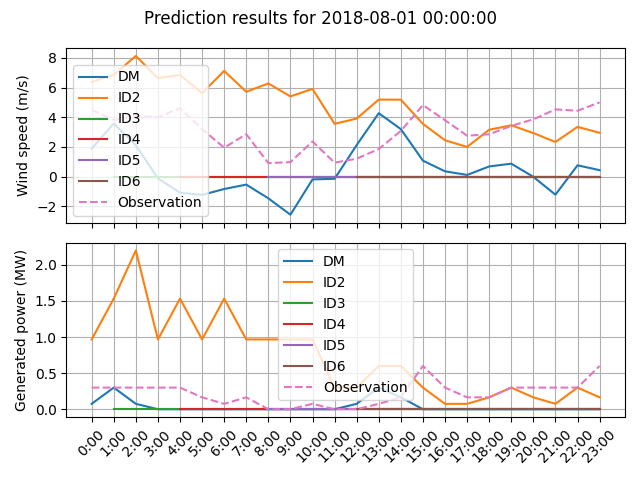 Prediction results for 2018-08-01 00:00:00
Wind speed (m/s)
8
6
4
2
0
−2
DM
ID2
ID3
ID4
ID5
ID6
Observation
Generated power (MW)
2.0
1.5
1.0
0.5
0.0
DM
ID2
ID3
ID4
ID5
ID6
Observation
0:00
1:00
2:00
3:00
4:00
5:00
6:00
7:00
8:00
9:00
10:00
11:00
12:00
13:00
14:00
15:00
16:00
17:00
18:00
19:00
20:00
21:00
22:00
23:00